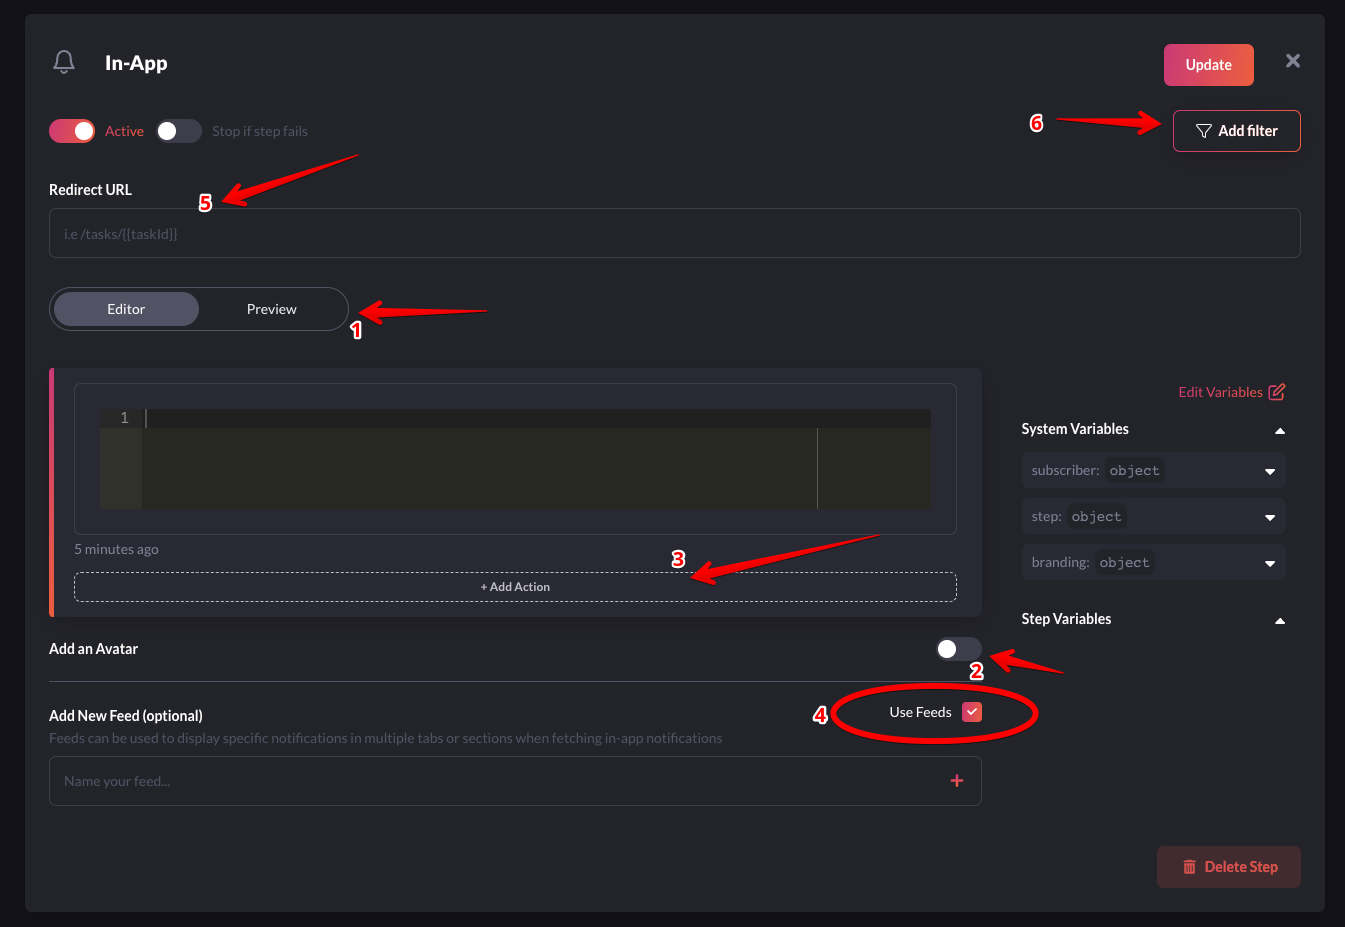 In-App
Update
Active
Stop if step fails
6
Add filter
Redirect URL
5
i.e /tasks/{{taskId}}
Editor
Preview
1
Edit Variables
1
System Variables
subscriber: object
step: object
5 minutes ago
3
branding: object
+ Add Action
Step Variables
Add an Avatar
2
Add New Feed (optional)
4
Use Feeds
Feeds can be used to display specific notifications in multiple tabs or sections when fetching in-app notifications
Name your feed...
Delete Step